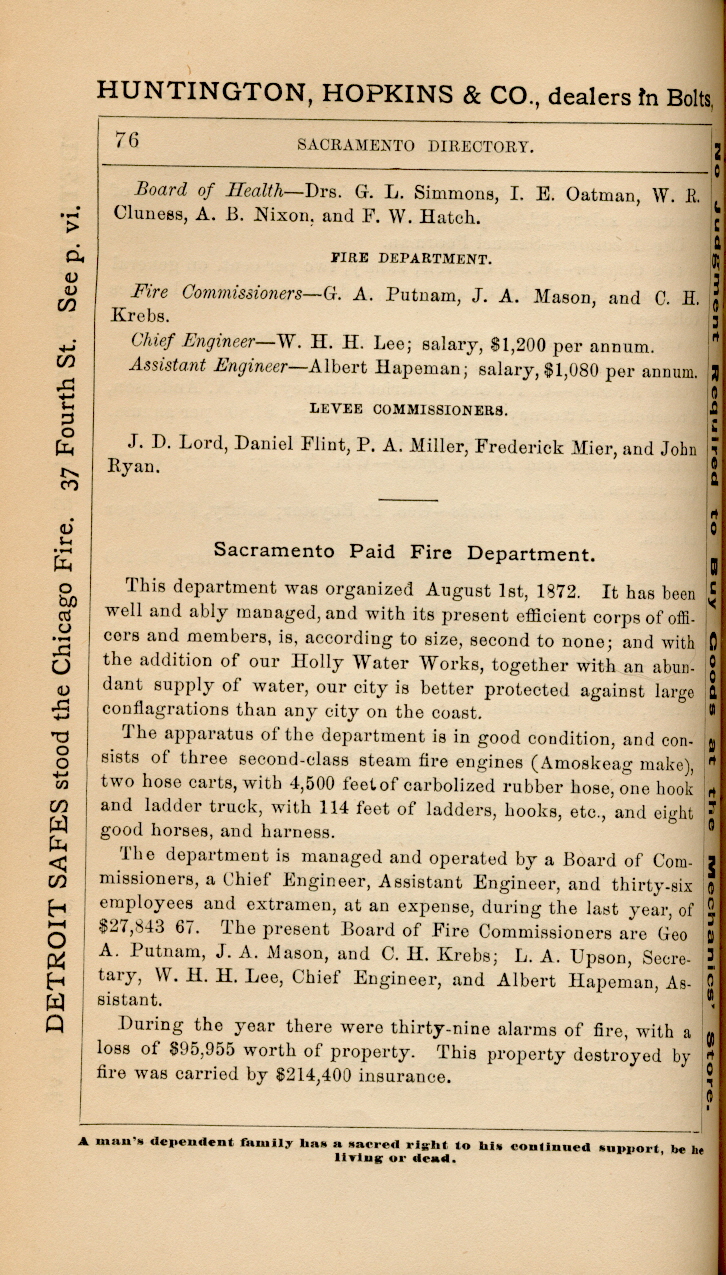 HUNTINGTON, HOPKINS & CO., dealers in Bolts,
76 SACRAMENTO DIRECTORY.
Board of Health—Drs. G. L. Simmons, I. E. Oatman, W. R.
Cluness, A. B. Nixon, and F. W. Hatch.
FIRE DEPARTMENT.
Fire Commissioners—G. A. Putnam, J. A. Mason, and C. H.
Krebs.
Chief Engineer—W. H. H. Lee; salary, $1,200 per annum.
Assistant Engineer—Albert Hapeman; salary, $1,080 per annum.
LEVEE COMMISSIONERS.
J. D. Lord, Daniel Flint, P. A. Miller, Frederick Mier, and John
Ryan.
Sacramento Paid Fire Department.
This department was organized August 1st, 1872. It has been
well and ably managed, and with its present efficient corps of offi-
cers and members, is, according to size, second to none; and with
the addition of our Holly Water Works, together with an abun-
dant supply of water, our city is better protected against large
conflagrations than any city on the coast.
The apparatus of the department is in good condition, and con-
sists of three second-class steam fire engines (Amoskeag make),
two hose carts, with 4,500 feet of carbolized rubber hose, one hook
and ladder truck, with 114 feet of ladders, hooks, etc., and eight
good horses, and harness.
The department is managed and operated by a Board of Com-
missioners, a Chief Engineer, Assistant Engineer, and thirty-six
employees and extramen, at an expense, during the last year, of
$27,843 67. The present Board of Fire Commissioners are Geo
A. Putnam, J. A. Mason, and C. H. Krebs; L. A. Upson, Secre-
tary, W. H. H. Lee, Chief Engineer, and Albert Hapeman, As-
sistant.
During the year there were thirty-nine alarms of fire, with a
loss of $95,955 worth of property. This property destroyed by
fire was carried by $214,400 insurance.
A man's dependent family has a sacred right to his continued support, be he
living or dead.
DETROIT SAFES stood the Chicago Fire. 37 Fourth St. See p. vi.
No Judgment Required to Buy Goods at the Mechanics' Store.